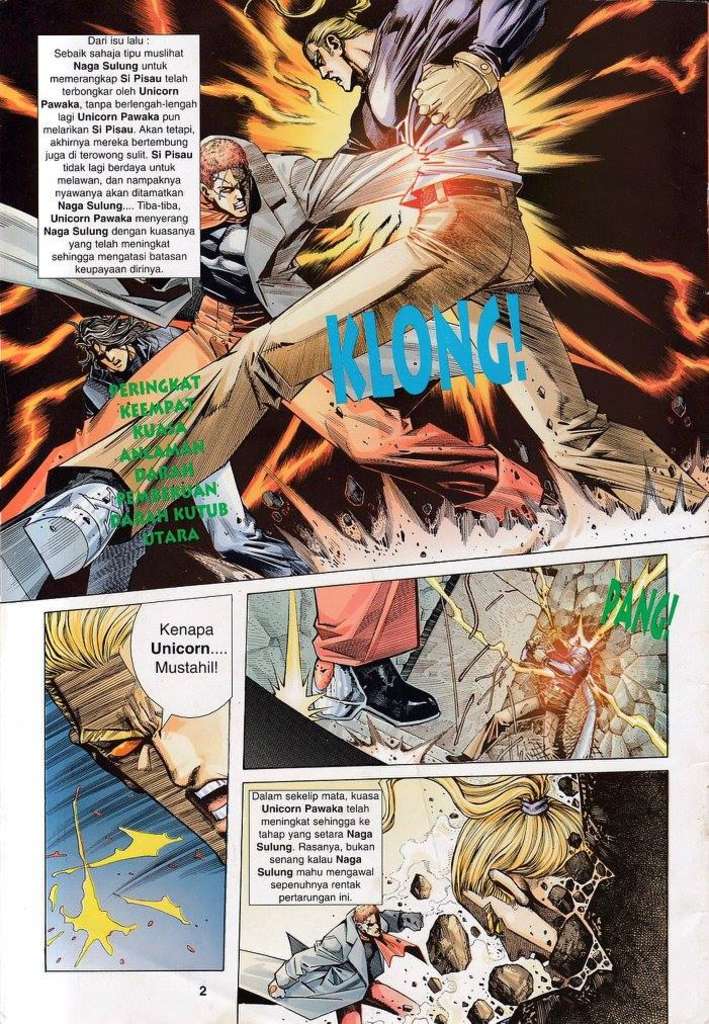 Dari isu lalu :
Sebaik sahaja tipu muslihat
Naga Sulung untuk
memerangkap Si Pisau telah
terbongkar oleh Unicorn
Pawaka, tanpa berlengah-lengah
lagi Unicorn Pawaka pun
melarikan Si Pisau. Akan tetapi,
akhirnya mereka bertembung
juga di terowong sulit. Si Pisau
tidak lagi berdaya untuk
melawan, dan nampaknya
nyawanya akan ditamatkan
Naga Sulung.... Tiba-tiba,
Unicorn Pawaka menyerang
Naga Sulung dengan kuasanya
yang telah meningkat
sehingga mengatasi batasan
keupayaan dirinya.
KLONG!
PERINGKAT
KEEMPAT
KUASA
ANCAMAN
DARAH
PEMBEKUAN
DARAH KUTUB
UTARA
Kenapa
Unicorn....
Mustahil!
PANG!
Dalam sekelip mata, kuasa
Unicorn Pawaka telah
meningkat sehingga ke
tahap yang setara Naga
Sulung. Rasanya, bukan
senang kalau Naga
Sulung mahu mengawal
sepenuhnya rentak
pertarungan ini.
2